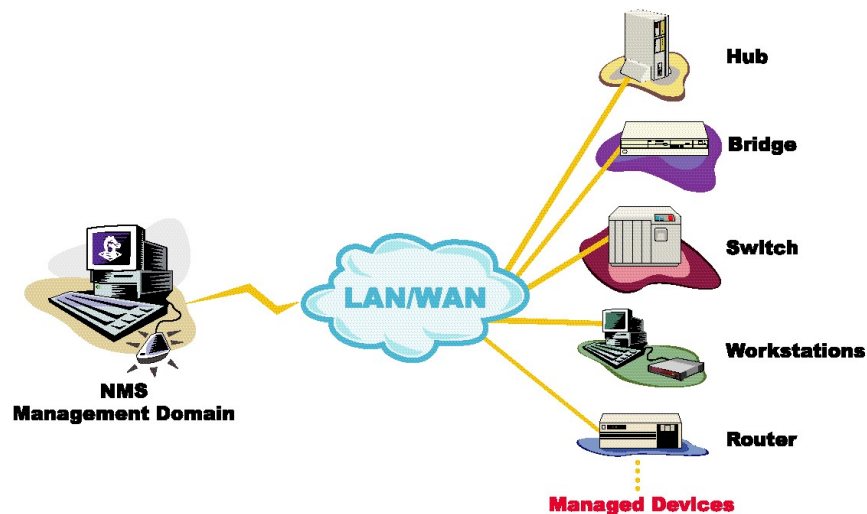 Hub
Bridge
Switch
LAN/WAN
Workstations
NMS
Management Domain
Router
Managed Devices